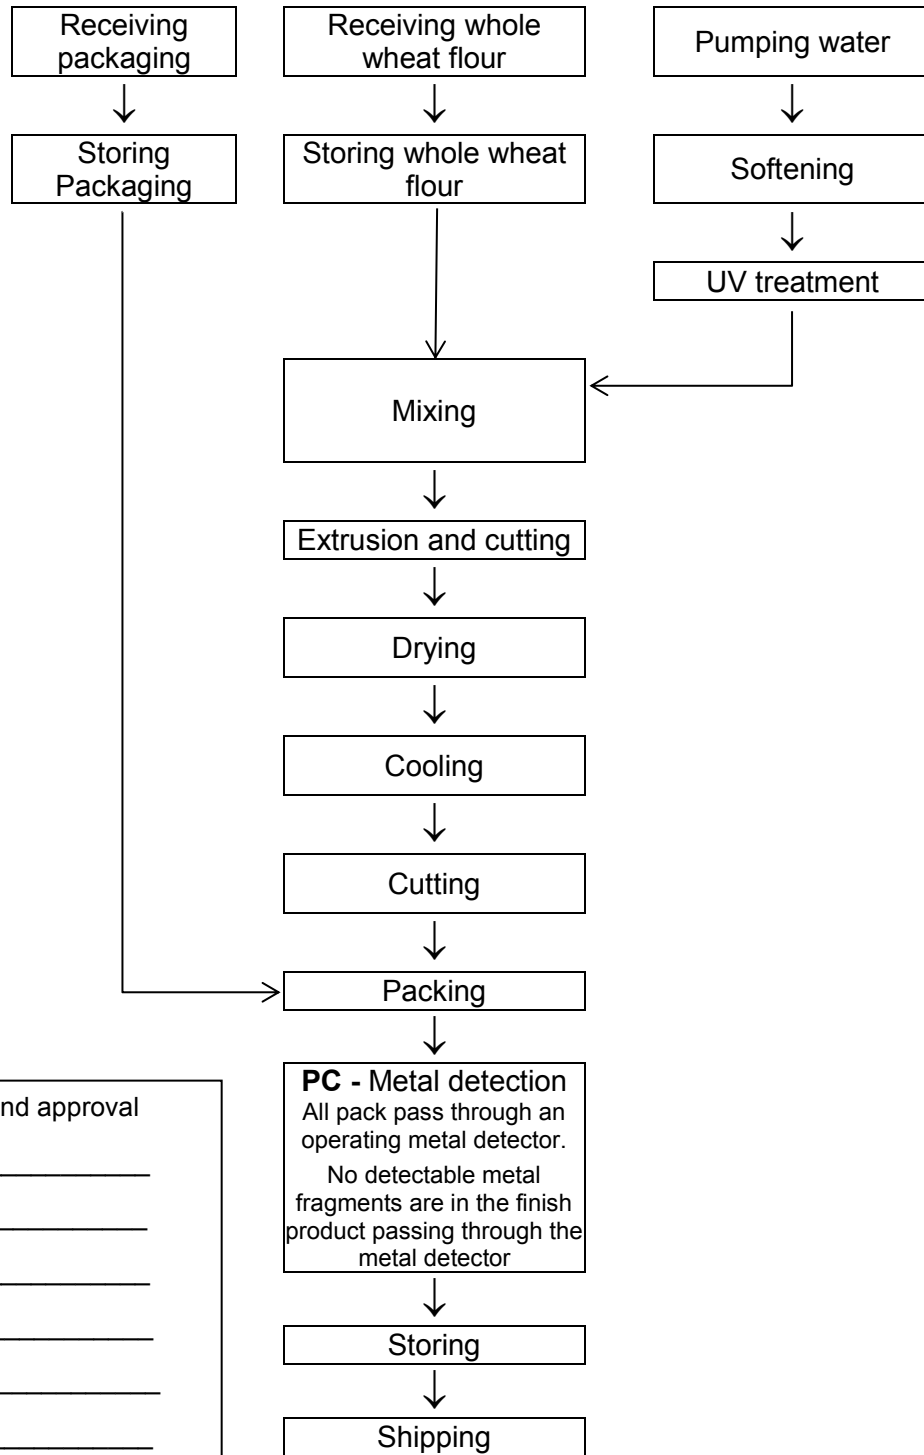 Receiving
packaging
Receiving whole
wheat flour
Pumping water
Storing
Packaging
Storing whole wheat
flour
Softening
UV treatment
Mixing
Extrusion and cutting
Drying
Cooling
Cutting
Packing
PC - Metal detection
All pack pass through an
operating metal detector.
No detectable metal
fragments are in the finish
product passing through the
metal detector
approval
Storing
Shipping